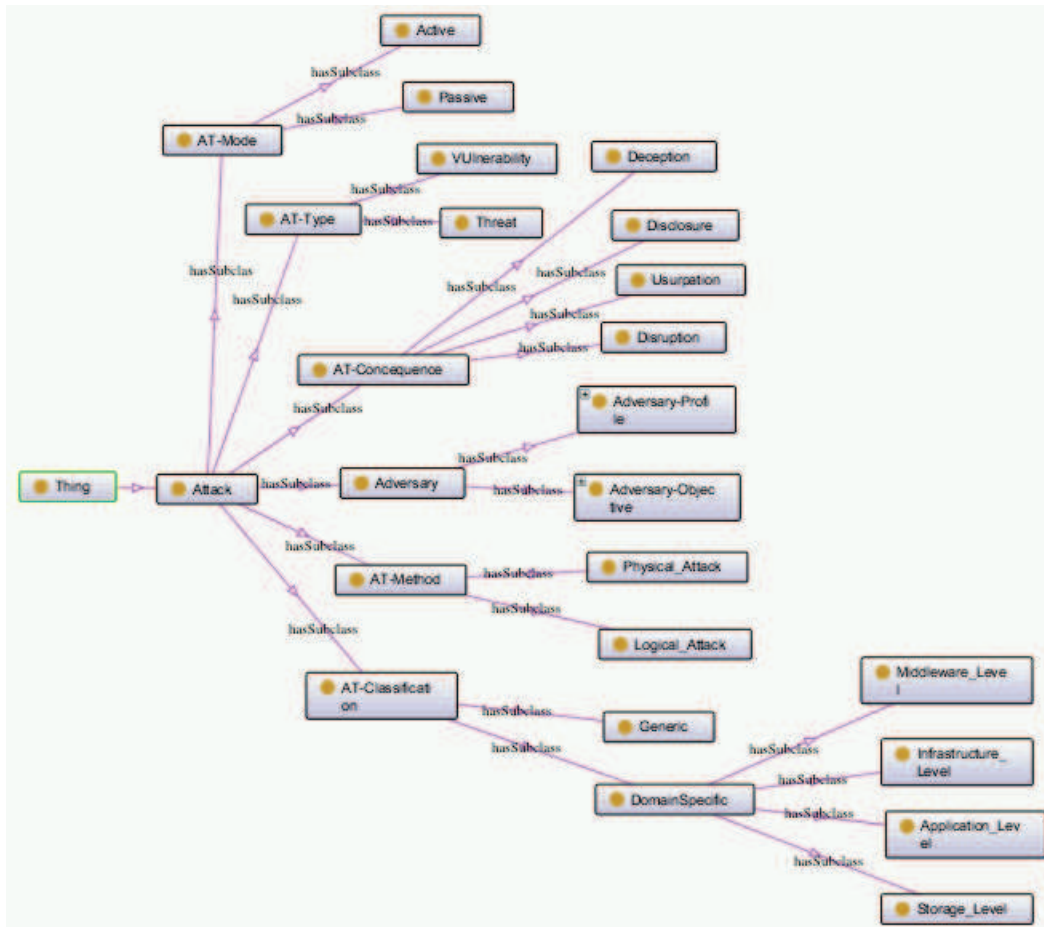 Active
hasSubclass
Passive
hasSubclass
AT-Mode
VUlnerability
Deception
hasSubclass
AT-Type
hasSubclass
Threat
Disclosure
hasSubclas
hasSubclass
hasSubclass
hasSubclass
Usurpation
hasSubclass
Disruption
hasSubclass
AT-Concequence
hasSubclass
Adversary-Profi
le
hasSubclass
Thing
Attack
hasSubclass
Adversary
hasSubclass
Adversary-Objec
tive
hasSubclass
AT-Method
hasSubclass
Physical_Attack
hasSubclass
hasSubclass
Logical_Attack
AT-Classificati
on
hasSubclass
Generic
hasSubclass
Middleware_Leve
l
hasSubclass
Infrastructure_
Level
hasSubclass
DomainSpecific
hasSubclass
Application_Lev
el
hasSubclass
Storage_Level